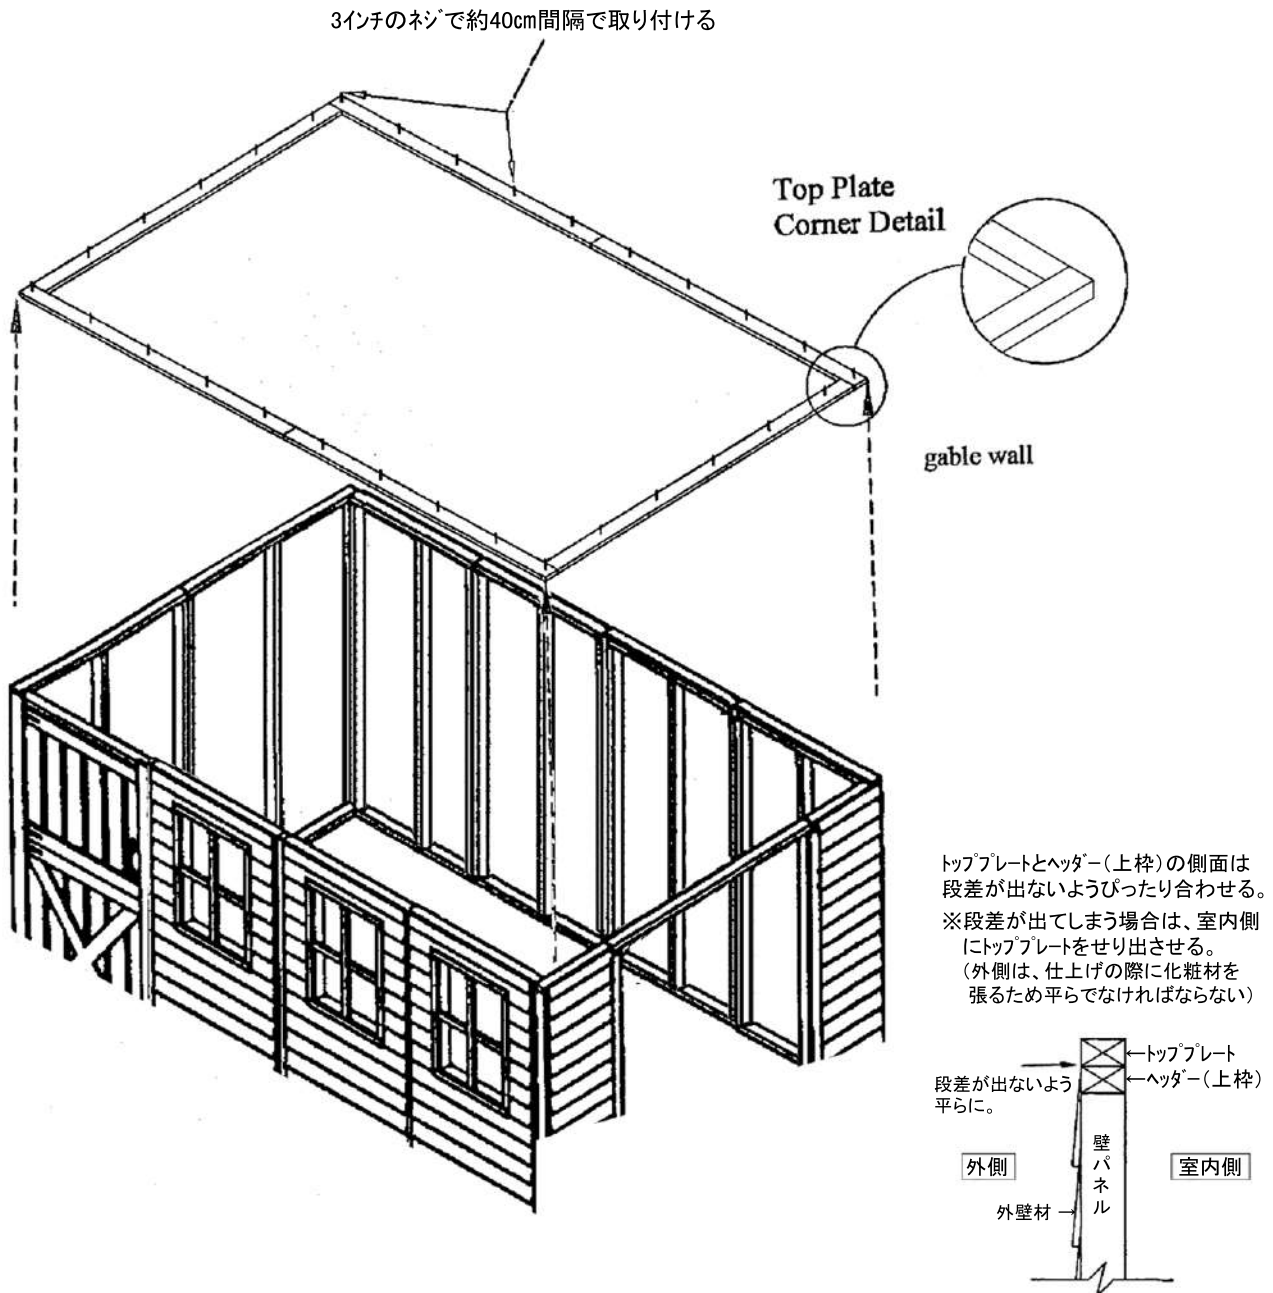 3インチのネジで約40cm間隔で取り付ける
Top Plate
Corner Detail
gable wall
トッププレートとヘッダー(上枠)の側面は
段差が出ないようぴったり合わせる。
※段差が出てしまう場合は、室内側
にトッププレートをせり出させる。
(外側は、仕上げの際に化粧材を
張るため平らでなければならない)
トッププレート
ヘッダー(上枠)
段差が出ないよう
平らに。
外側
壁パネル
室内側
外壁材